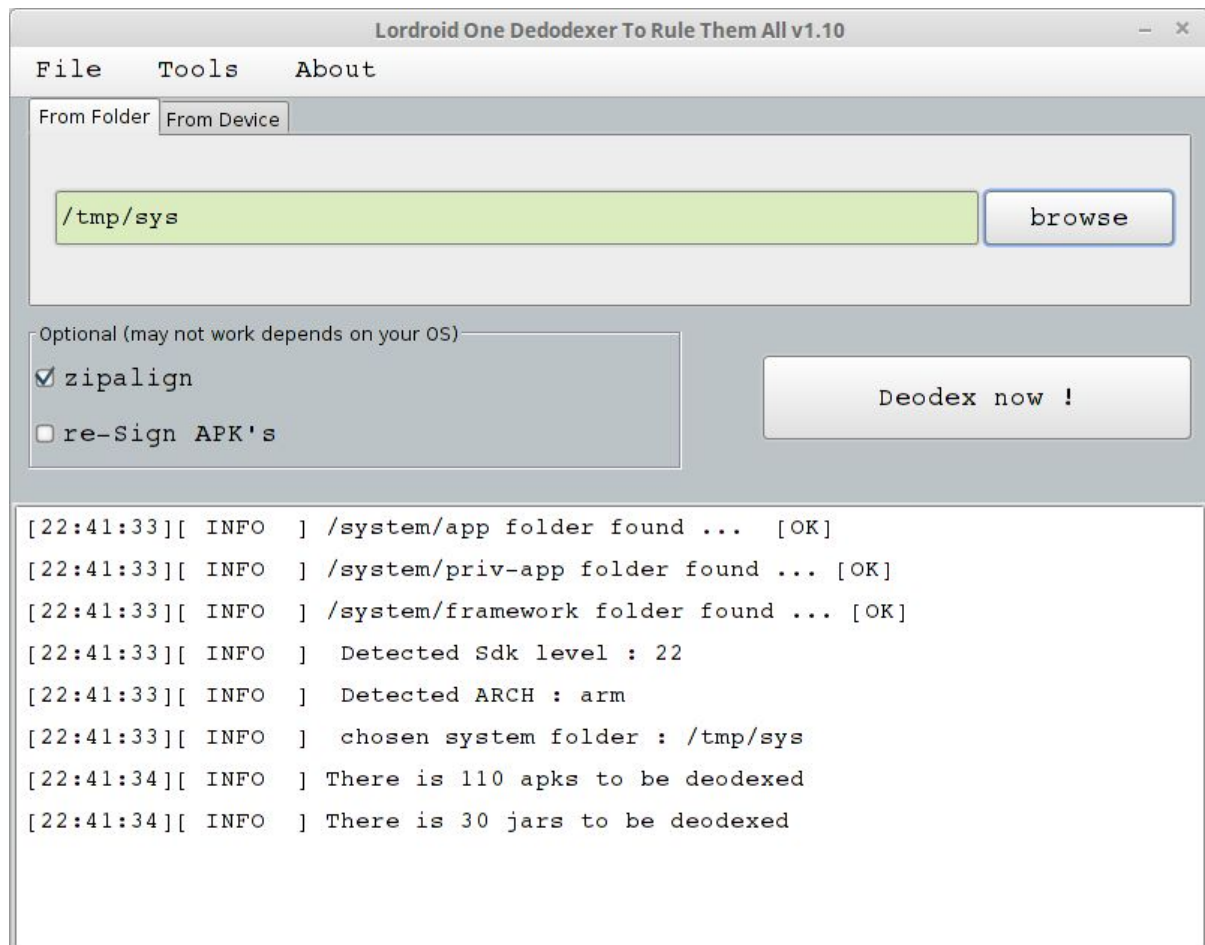 Lordroid One Dedodexer To Rule Them All v1.10
File Tools About
From Folder From Device
/tmp/sys browse
Optional (may not work depends on your OS)
zipalign
Deodex now !
re-Sign APK's
[22:41:33][ INFO ] /system/app folder found ... [OK]
[22:41:33][ INFO ] /system/priv-app folder found ... [OK]
[22:41:33][ INFO ] /system/framework folder found ... [OK]
[22:41:33][ INFO ] Detected Sdk level : 22
[22:41:33][ INFO ] Detected ARCH : arm
[22:41:33][ INFO ] chosen system folder : /tmp/sys
[22:41:34][ INFO ] There is 110 apks to be deodexed
[22:41:34][ INFO ] There is 30 jars to be deodexed